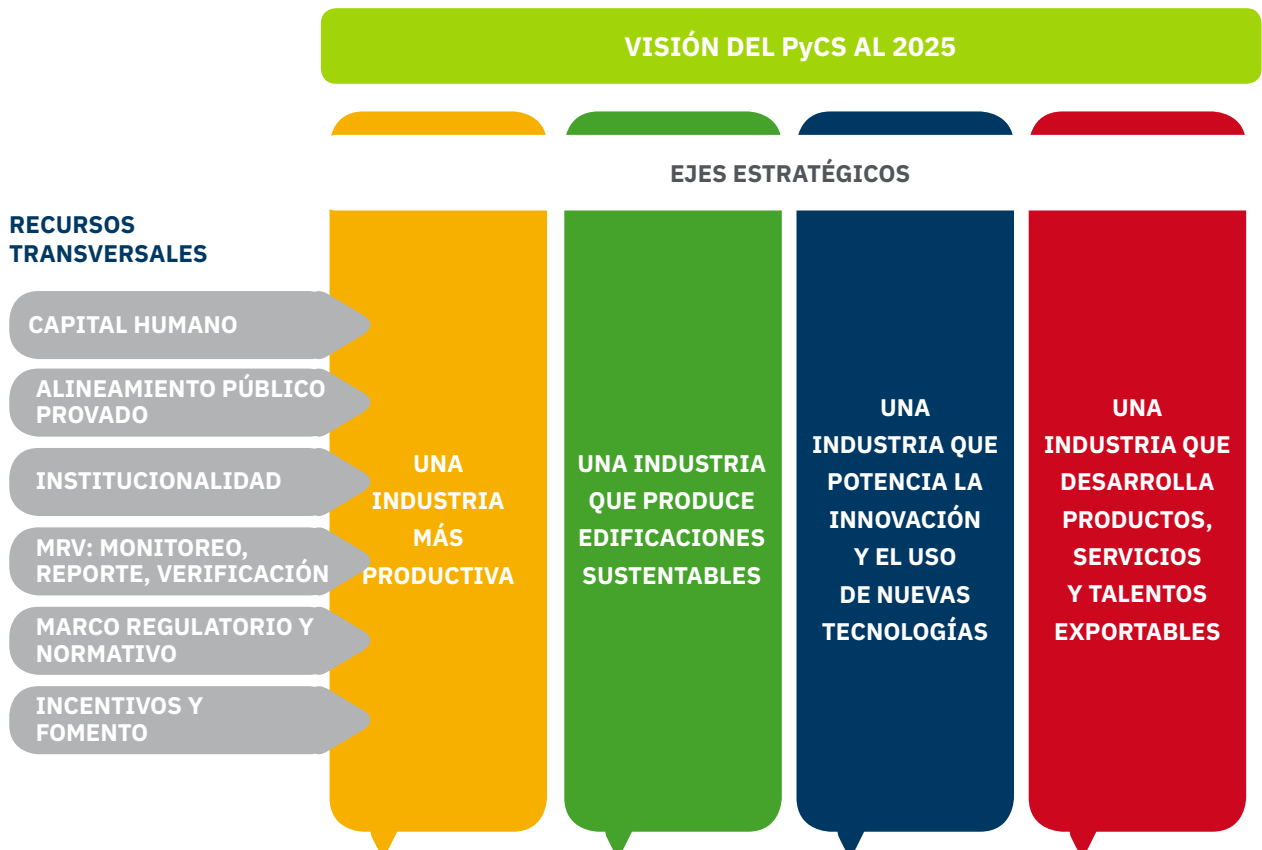 VISIÓN DEL PyCS AL 2025
EJES ESTRATÉGICOS
RECURSOS
TRANSVERSALES
CAPITAL HUMANO
ALINEAMIENTO PÚBLICO
PROVADO
INSTITUCIONALIDAD
MRV: MONITOREO,
REPORTE, VERIFICACIÓN
MARCO REGULATORIO Y
NORMATIVO
INCENTIVOS Y
FOMENTO
UNA
INDUSTRIA
MÁS
PRODUCTIVA
UNA INDUSTRIA
QUE PRODUCE
EDIFICACIONES
SUSTENTABLES
UNA
INDUSTRIA QUE
POTENCIA LA
INNOVACIÓN
Y EL USO
DE NUEVAS
TECNOLOGÍAS
UNA
INDUSTRIA QUE
DESARROLLA
PRODUCTOS,
SERVICIOS
Y TALENTOS
EXPORTABLES